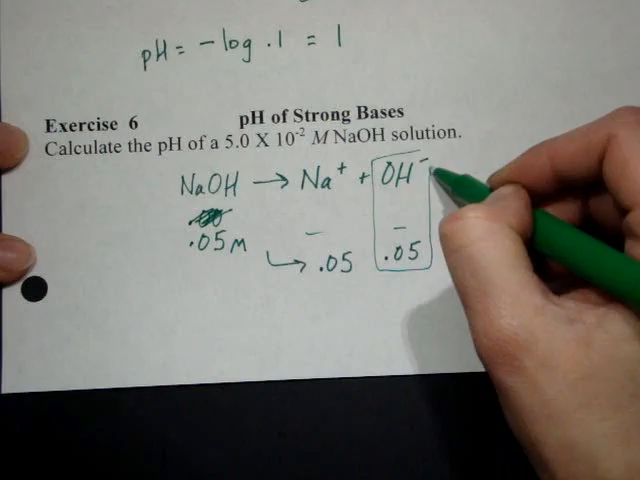 pH = - log .1 = 1
Exercise 6 pH of Strong Bases
Calculate the pH of a 5.0 X 10⁻² M NaOH solution.
NaOH → Na⁺ + OH⁻
- -
.05M ↳ .05 .05